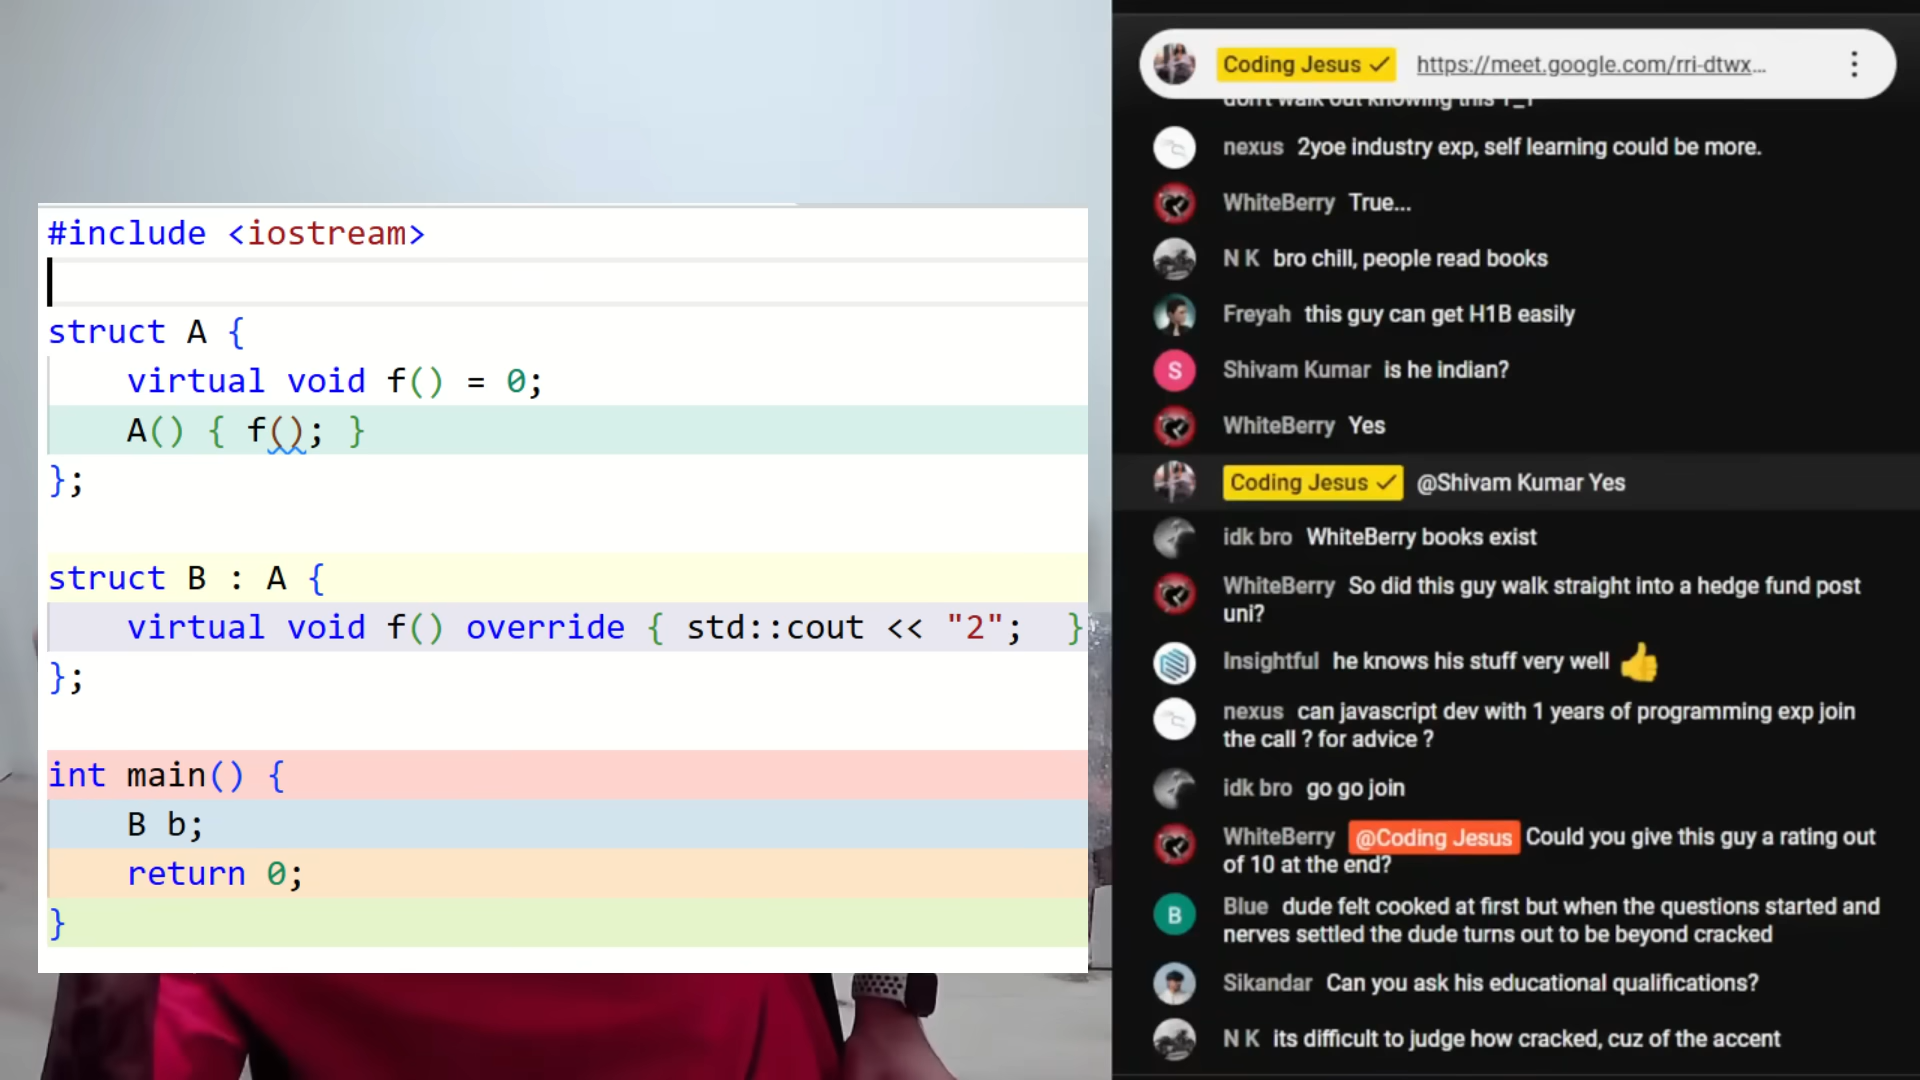 #include <iostream>
struct A {
virtual void f() = 0;
A() { f(); }
};
struct B : A {
virtual void f() override { std::cout << "2"; }
};
int main() {
B b;
return 0;
}
Coding Jesus https://meet.google.com/rri-dtwx...
don't walk out knowing this T_T
nexus 2yoe industry exp, self learning could be more.
WhiteBerry True...
N K bro chill, people read books
Freyah this guy can get H1B easily
S Shivam Kumar is he indian?
WhiteBerry Yes
Coding Jesus @Shivam Kumar Yes
idk bro WhiteBerry books exist
WhiteBerry So did this guy walk straight into a hedge fund post
uni?
Insightful he knows his stuff very well
nexus can javascript dev with 1 years of programming exp join
the call ? for advice ?
idk bro go go join
WhiteBerry @Coding Jesus Could you give this guy a rating out
of 10 at the end?
B Blue dude felt cooked at first but when the questions started and
nerves settled the dude turns out to be beyond cracked
Sikandar Can you ask his educational qualifications?
N K its difficult to judge how cracked, cuz of the accent